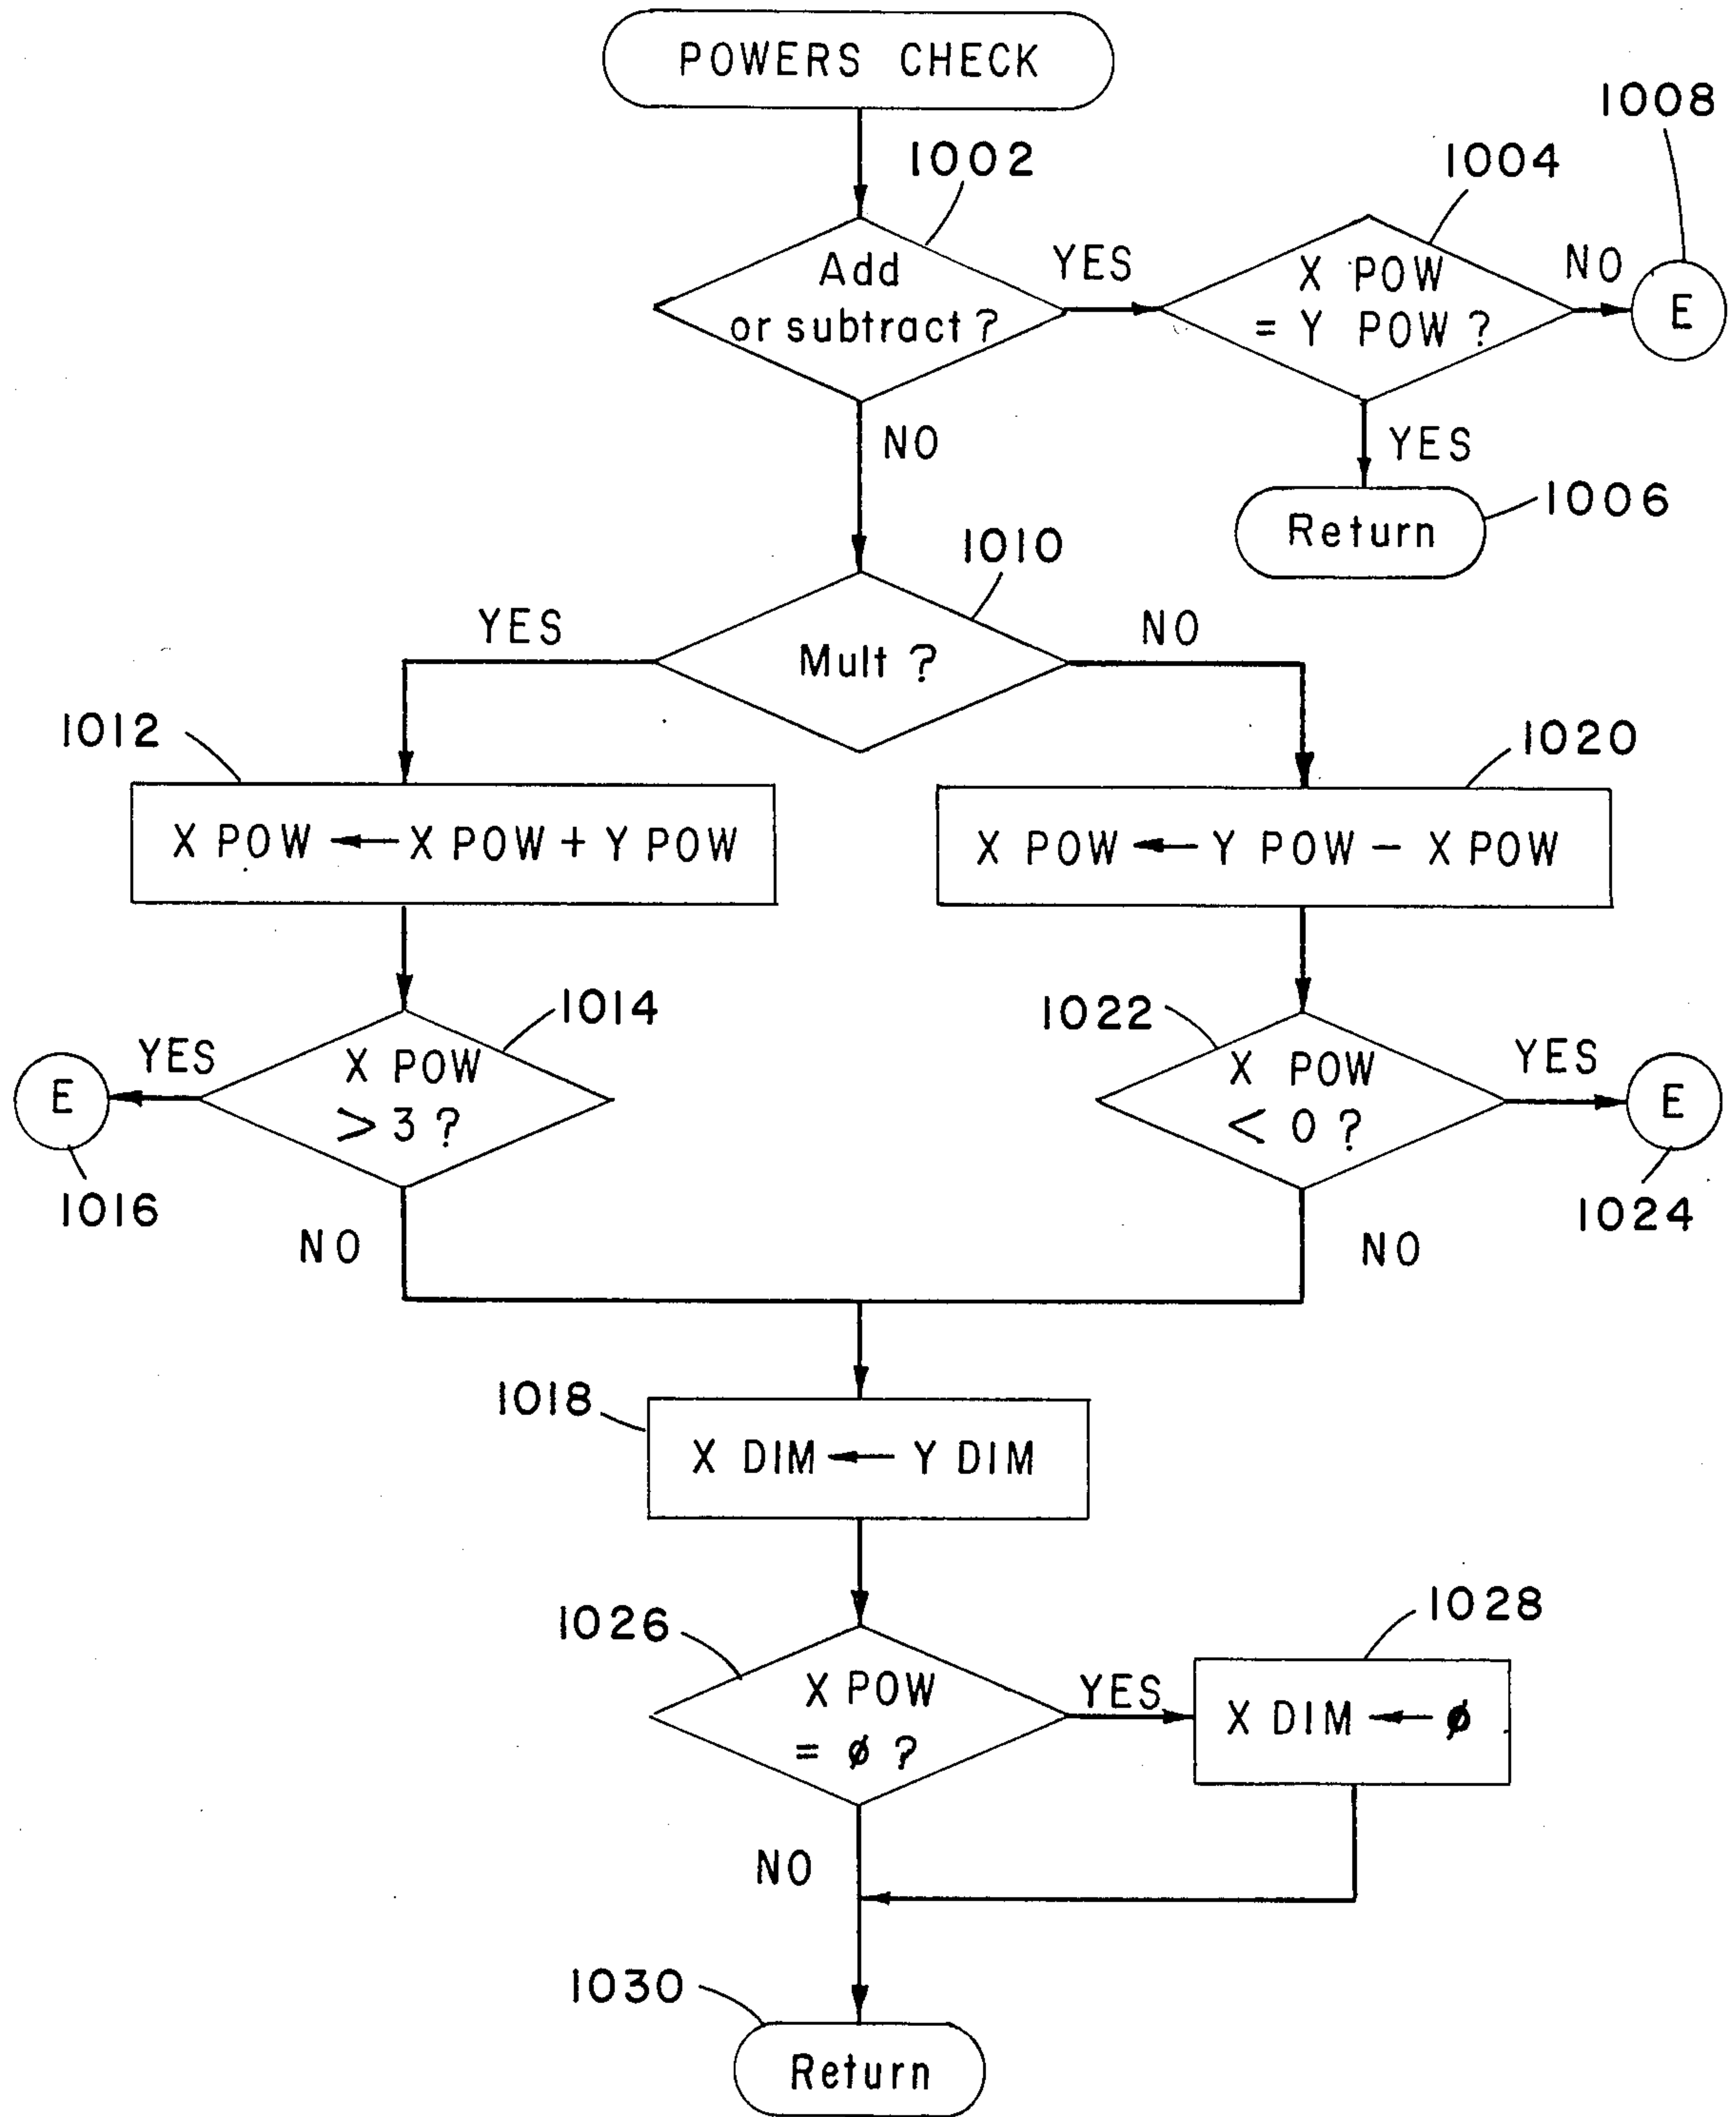 POWERS CHECK
1008
1002
1004
Add
or subtract ?
YES
X POW
= Y POW ?
NO
E
NO
YES
1006
Return
1010
YES
Mult ?
NO
1012
1020
X POW ← X POW + Y POW
X POW ← Y POW − X POW
1014
1022
E
YES
X POW
> 3 ?
X POW
< 0 ?
YES
E
1016
1024
NO
NO
1018
X DIM ← Y DIM
1026
1028
X POW
= ø ?
YES
X DIM ← ø
NO
1030
Return